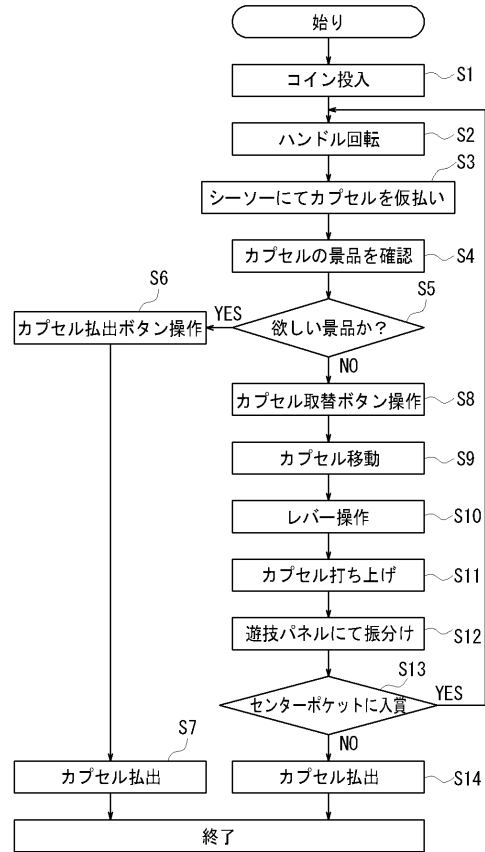 始り
コイン投入
S1
ハンドル回転
S2
S3
シーソーにてカプセルを仮払い
カプセルの景品を確認
S4
S6
S5
カプセル払出ボタン操作
YES
欲しい景品か？
NO
カプセル取替ボタン操作
S8
カプセル移動
S9
レバー操作
S10
カプセル打ち上げ
S11
遊技パネルにて振分け
S12
S13
センターポケットに入賞
YES
NO
S7
カプセル払出
カプセル払出
S14
終了